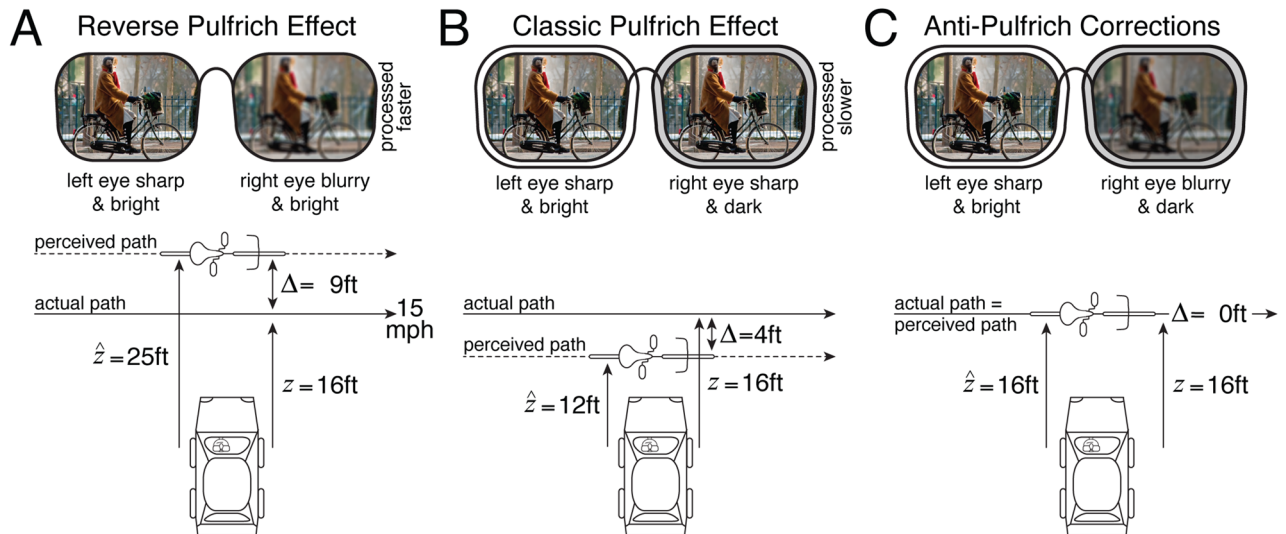 A Reverse Pulfrich Effect
left eye sharp
& bright
right eye blurry
& bright
processed
faster
perceived path
Δ= 9ft
actual path
15
mph
ẑ=25ft
z=16ft
B Classic Pulfrich Effect
left eye sharp
& bright
right eye sharp
& dark
processed
slower
actual path
perceived path
Δ=4ft
z=16ft
ẑ=12ft
C Anti-Pulfrich Corrections
left eye sharp
& bright
right eye blurry
& dark
actual path =
perceived path
Δ= 0ft
ẑ=16ft
z=16ft